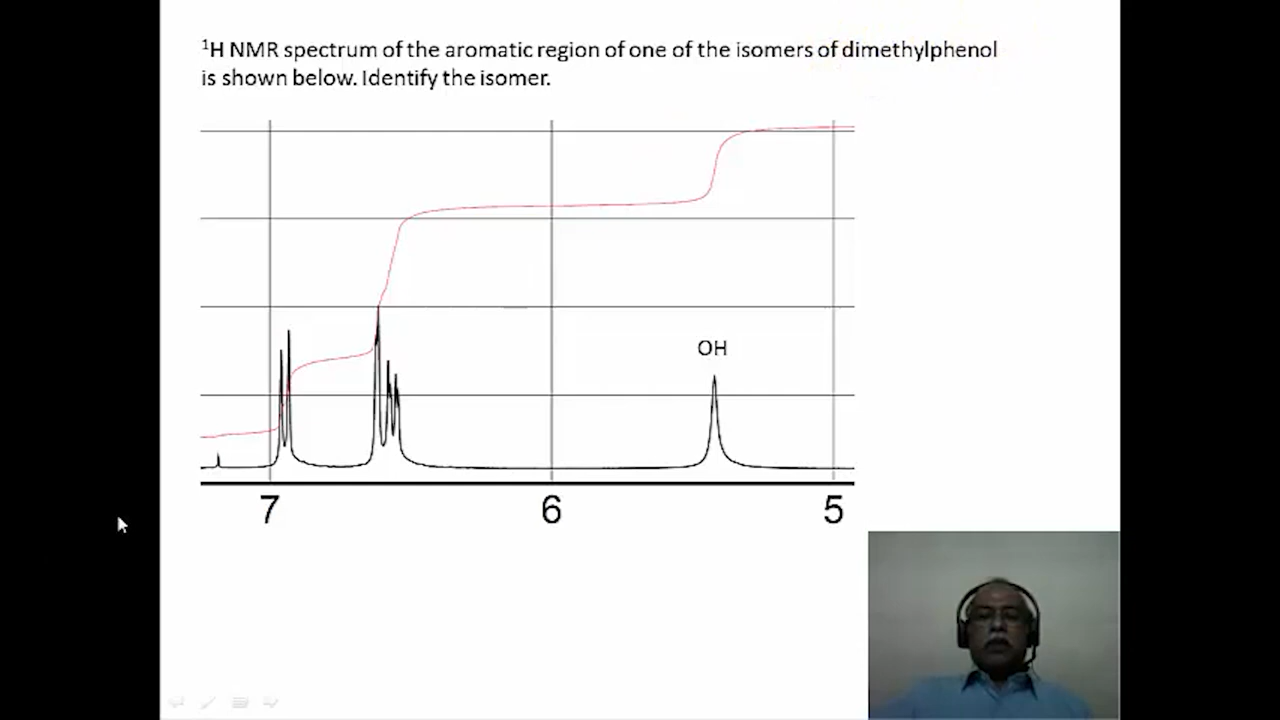 ¹H NMR spectrum of the aromatic region of one of the isomers of dimethylphenol
is shown below. Identify the isomer.
OH
7 6 5